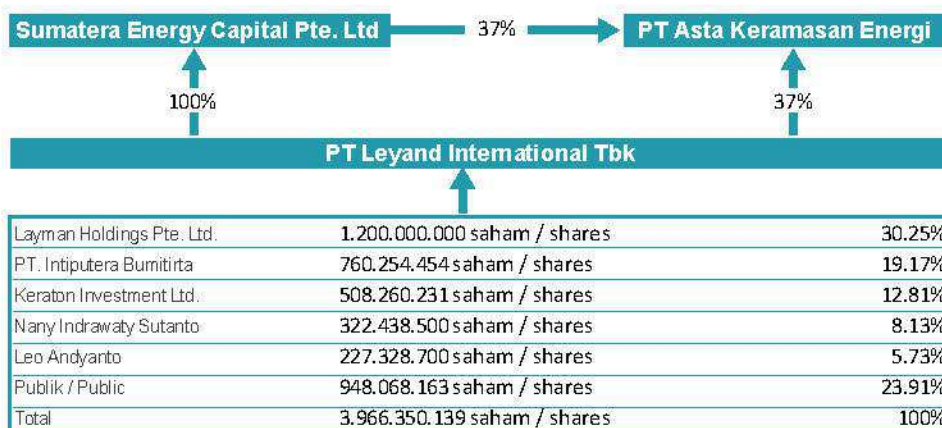 Sumatera Energy Capital Pte. Ltd 37% PT Asta Keramasan Energi
100% 37%
PT Leyand International Tbk
Layman Holdings Pte. Ltd. 1.200.000.000 saham / shares 30.25%
PT. Intiputera Bumitirta 760.254.454 saham / shares 19.17%
Keraton Investment Ltd. 508.260.231 saham / shares 12.81%
Nany Indrawaty Sutanto 322.438.500 saham / shares 8.13%
Leo Andyanto 227.328.700 saham / shares 5.73%
Publik / Public 948.068.163 saham / shares 23.91%
Total 3.966.350.139 saham / shares 100%